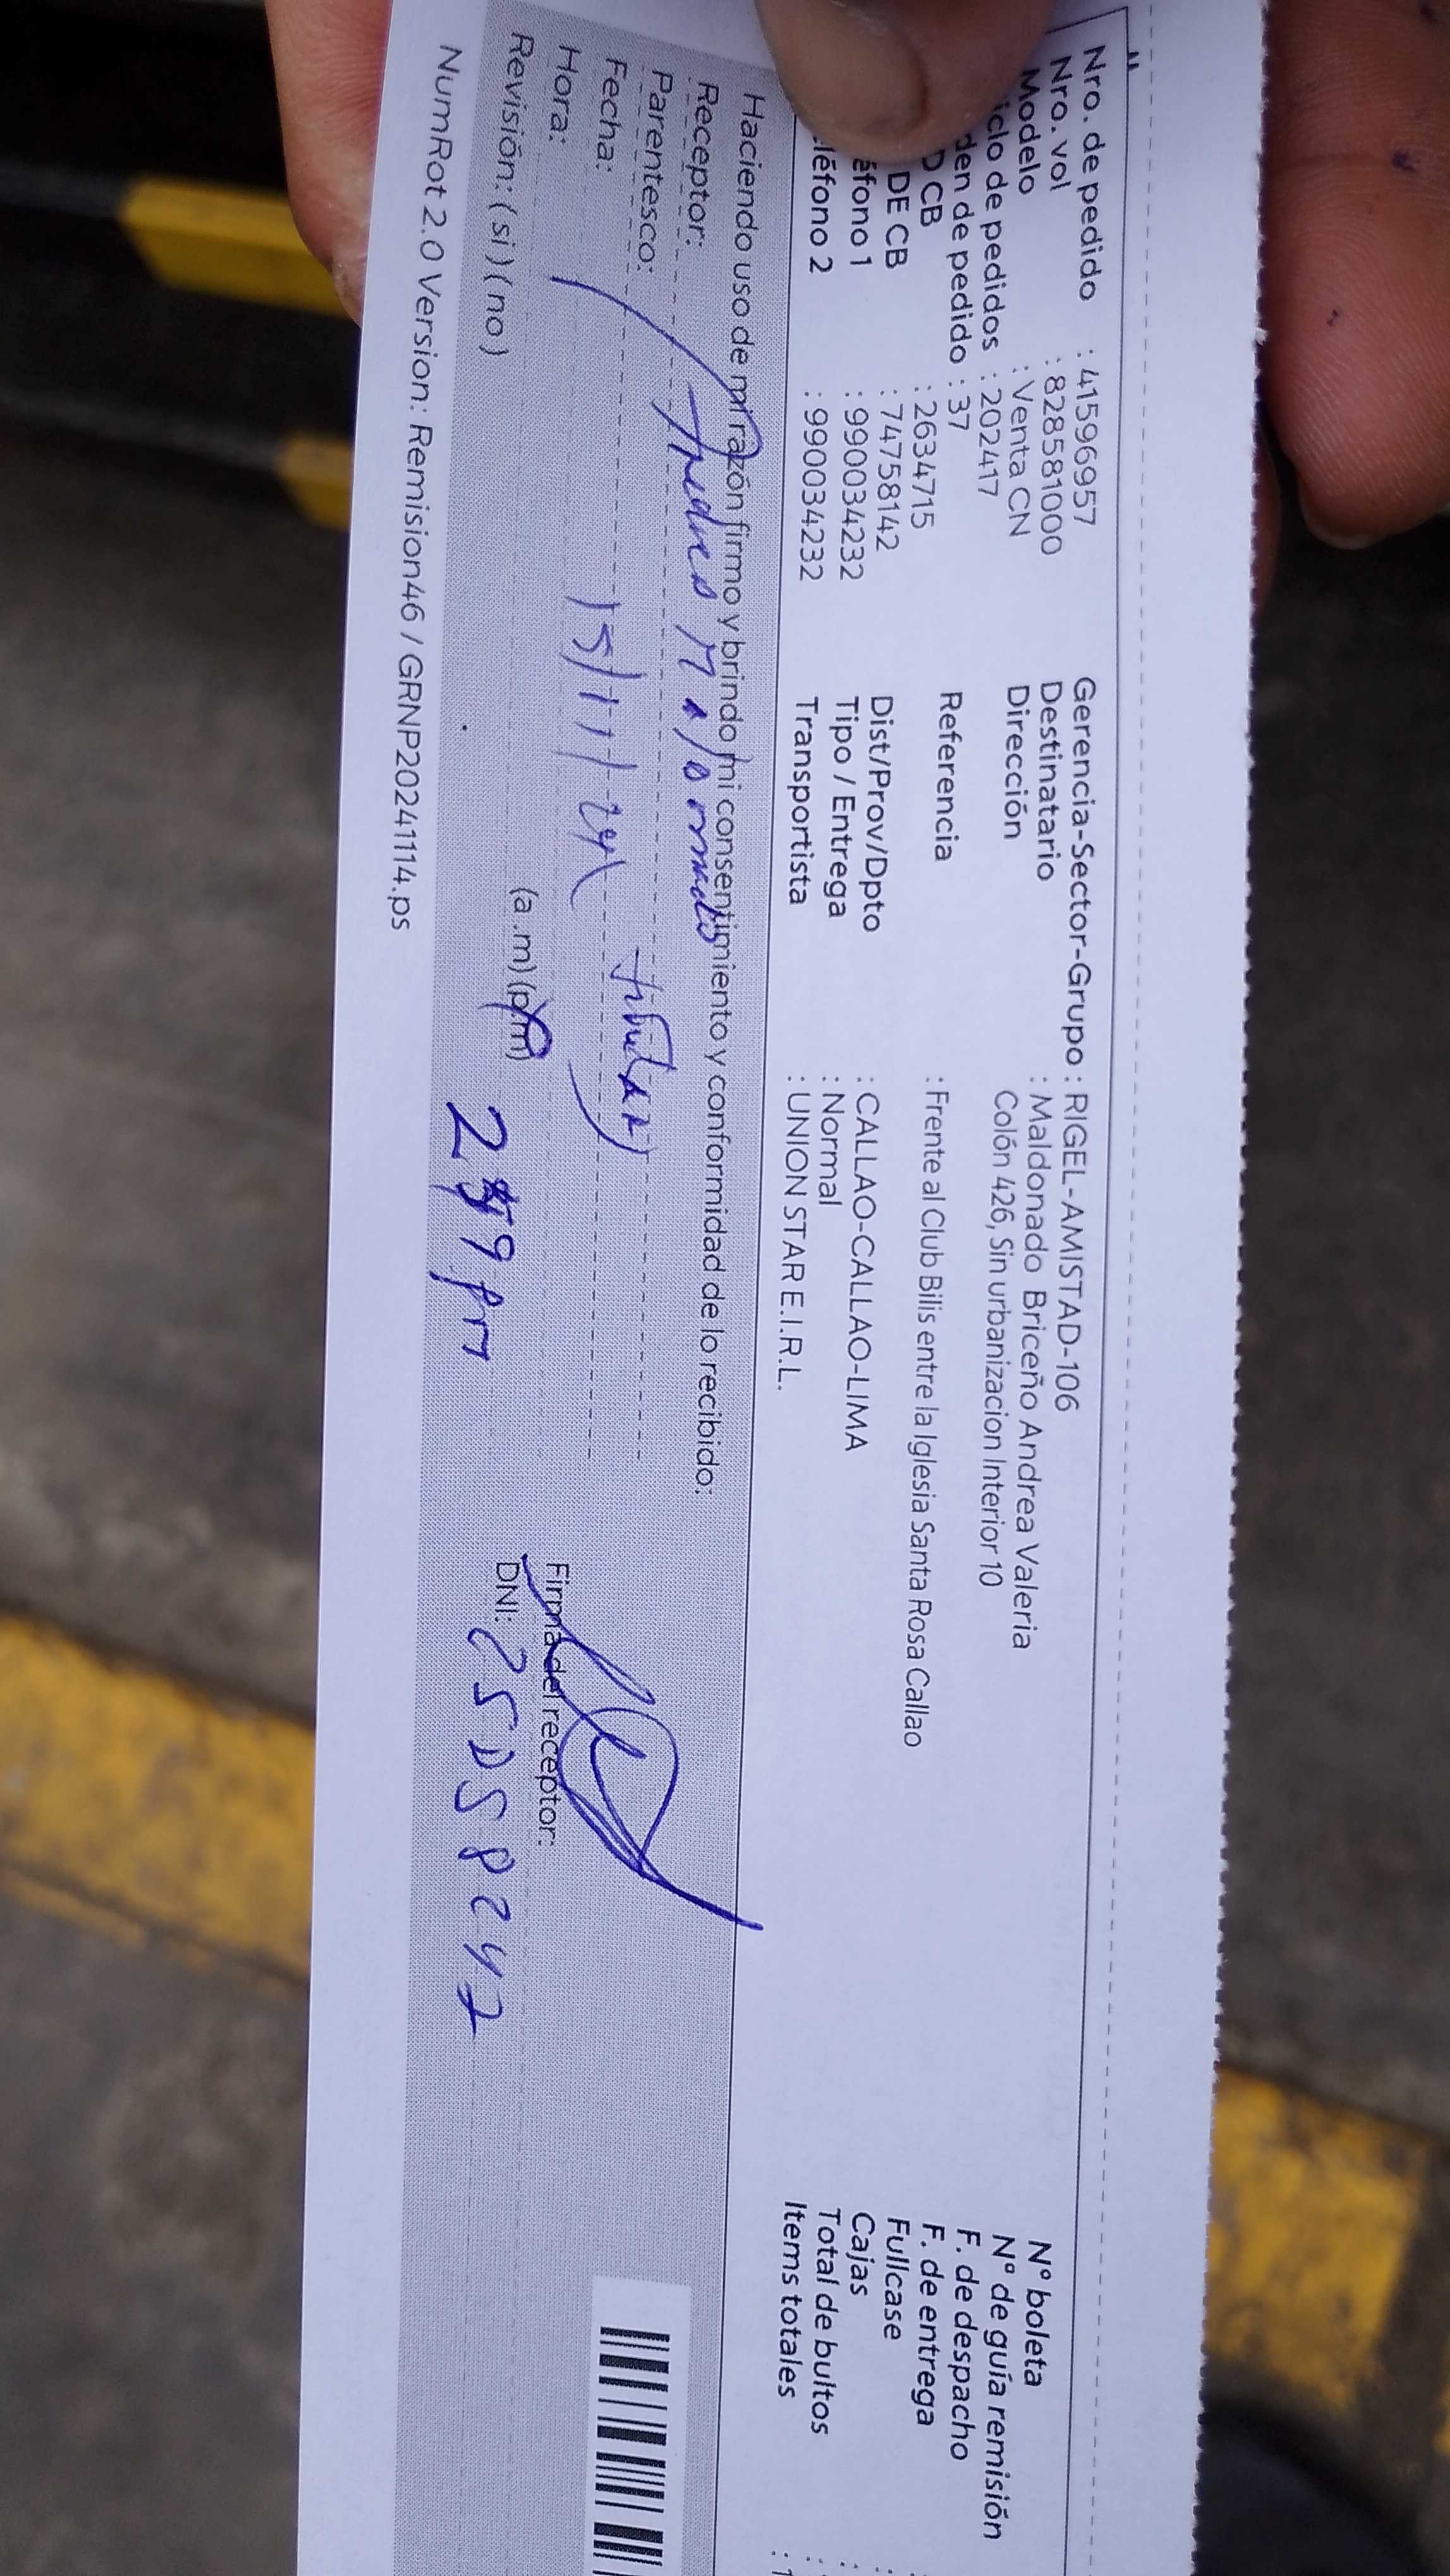 Nro. de pedido : 41596957
Nro. vol : 828581000
Modelo : Venta CN
iclo de pedidos : 202417
den de pedido : 37
D CB : 2634715
DE CB : 74758142
éfono 1 : 990034232
léfono 2 : 990034232
Gerencia-Sector-Grupo : RIGEL-AMISTAD-106
Destinatario : Maldonado Briceño Andrea Valeria
Dirección Colón 426, Sin urbanizacion Interior 10
Referencia : Frente al Club Bilis entre la Iglesia Santa Rosa Callao
Dist/Prov/Dpto : CALLAO-CALLAO-LIMA
Tipo / Entrega : Normal
Transportista : UNION STAR E.I.R.L.
N° boleta
N° de guía remisión
F. de despacho
F. de entrega
Fullcase
Cajas
Total de bultos
Items totales : 1
Haciendo uso de mi razón firmo y brindo mi consentimiento y conformidad de lo recibido:
Receptor:
Parentesco: titular
Fecha: 15/11/24
Hora: (a .m) (p.m)
Revisión: ( si ) ( no )
Firma del receptor:
DNI:
NumRot 2.0 Version: Remision46 / GRNP20241114.ps